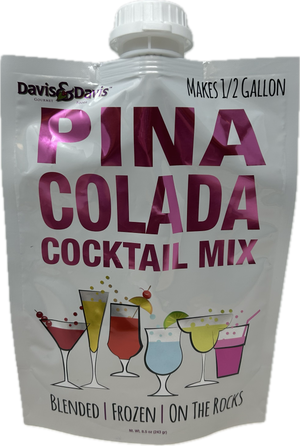 Davis&Davis
MAKES 1/2 GALLON
PINA
COLADA
COCKTAIL MIX
BLENDED | FROZEN | ON THE ROCKS